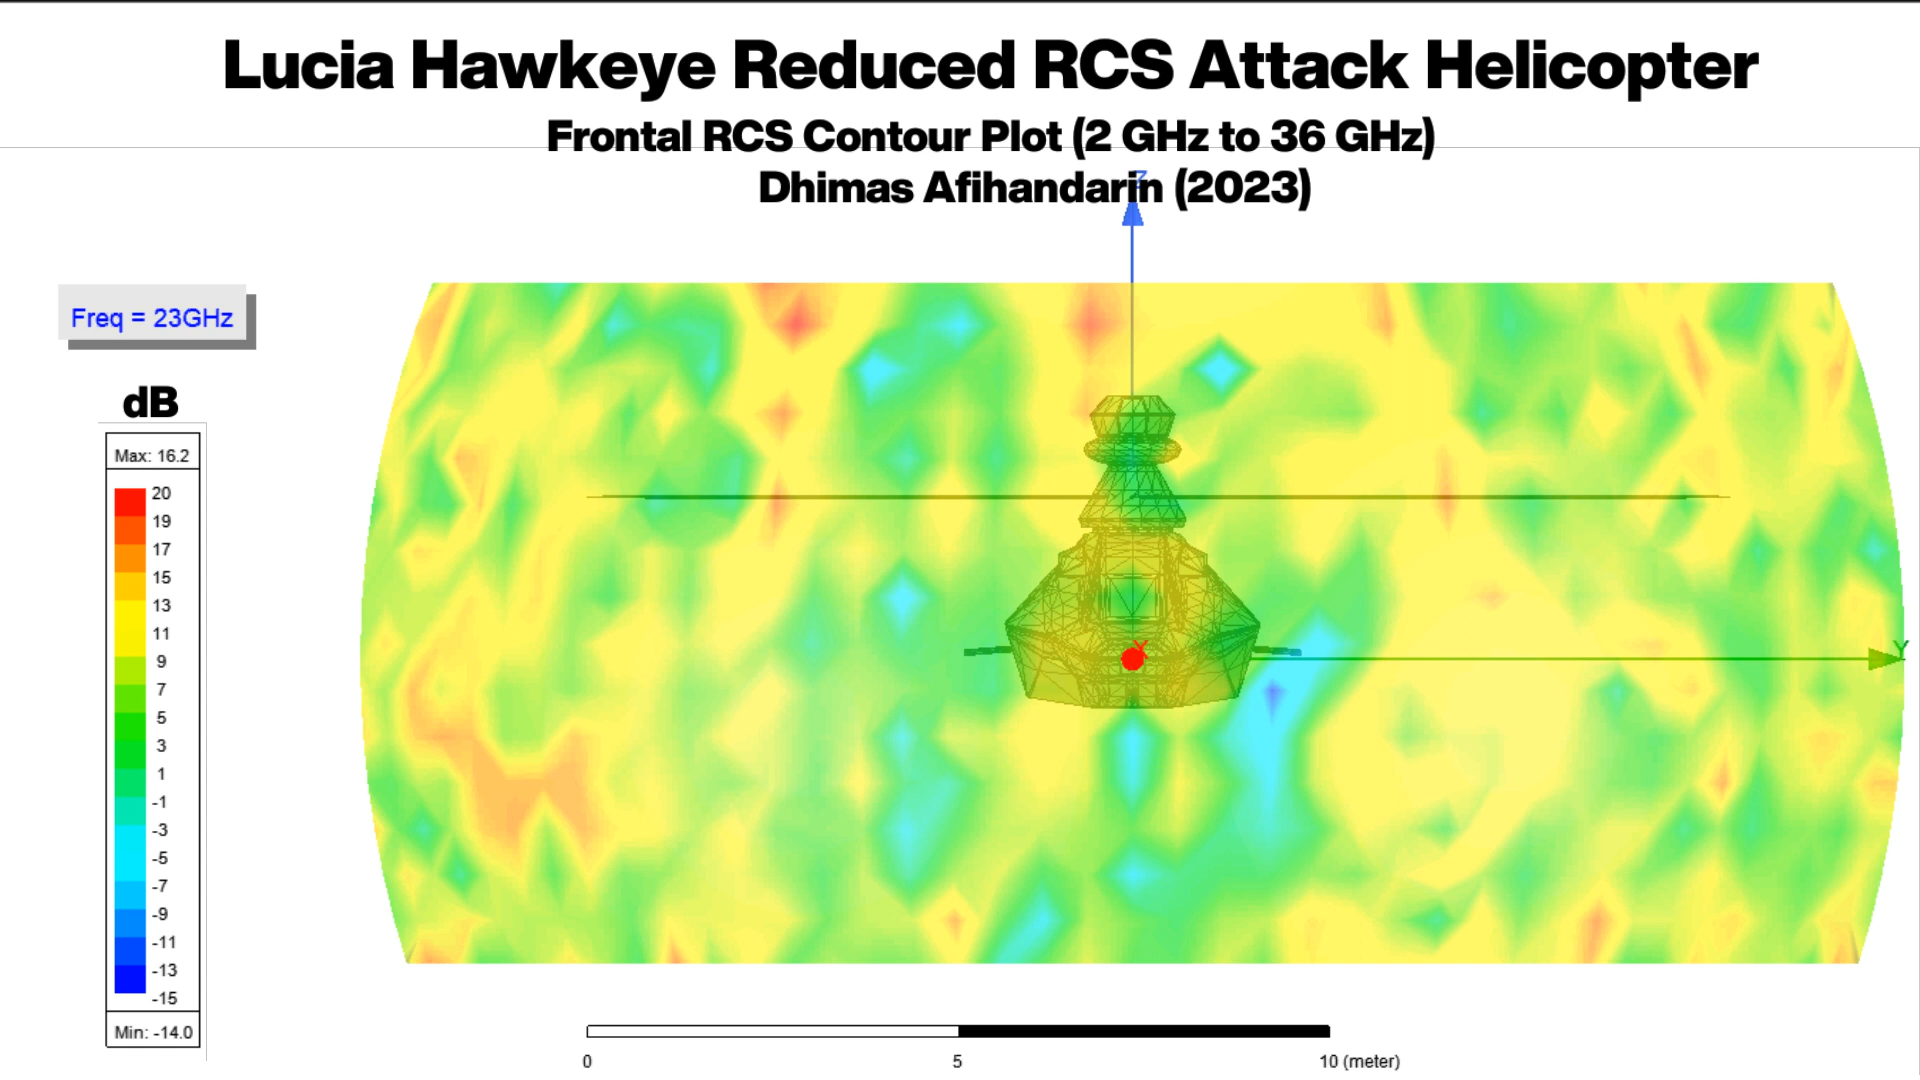 Lucia Hawkeye Reduced RCS Attack Helicopter
Frontal RCS Contour Plot (2 GHz to 36 GHz)
Dhimas Afihandarin (2023)
Z
Freq = 23GHz
dB
Max: 16.2
20
19
17
15
13
11
9
7
5
3
1
-1
-3
-5
-7
-9
-11
-13
-15
Min: -14.0
X
Y
0 5 10 (meter)